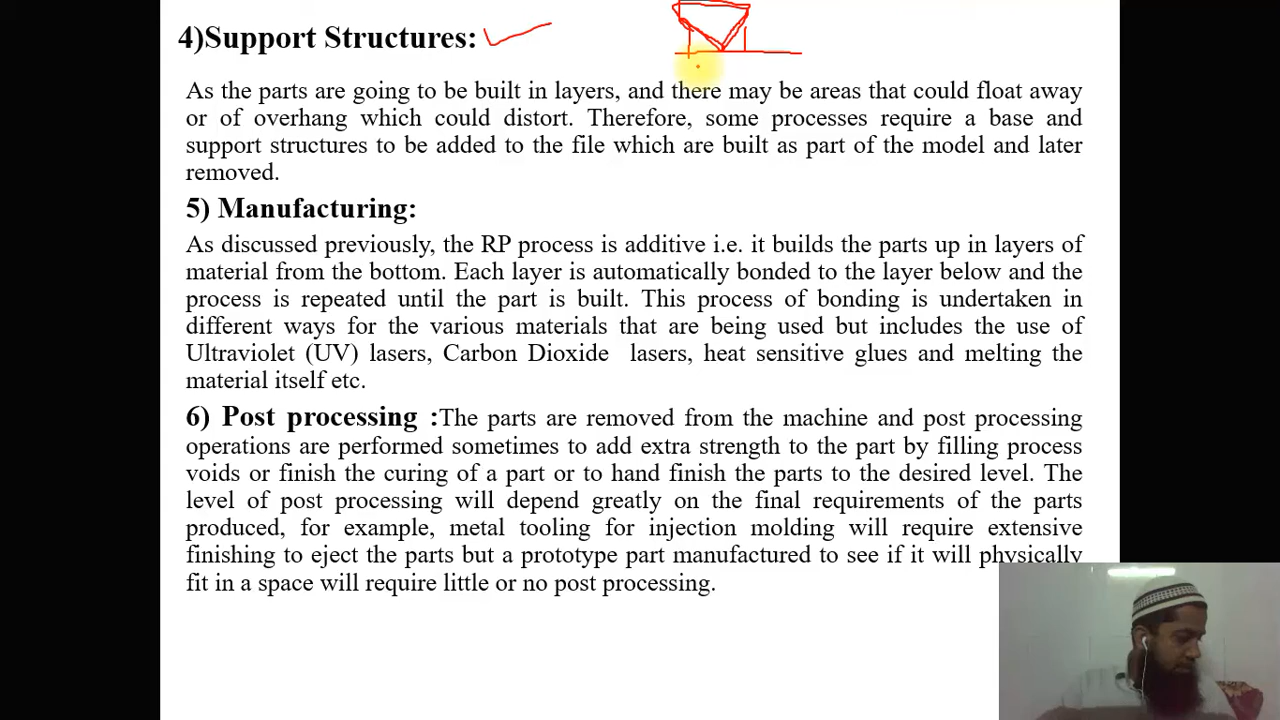 4)Support Structures:
As the parts are going to be built in layers, and there may be areas that could float away
or of overhang which could distort. Therefore, some processes require a base and
support structures to be added to the file which are built as part of the model and later
removed.
5) Manufacturing:
As discussed previously, the RP process is additive i.e. it builds the parts up in layers of
material from the bottom. Each layer is automatically bonded to the layer below and the
process is repeated until the part is built. This process of bonding is undertaken in
different ways for the various materials that are being used but includes the use of
Ultraviolet (UV) lasers, Carbon Dioxide lasers, heat sensitive glues and melting the
material itself etc.
6) Post processing :The parts are removed from the machine and post processing
operations are performed sometimes to add extra strength to the part by filling process
voids or finish the curing of a part or to hand finish the parts to the desired level. The
level of post processing will depend greatly on the final requirements of the parts
produced, for example, metal tooling for injection molding will require extensive
finishing to eject the parts but a prototype part manufactured to see if it will physically
fit in a space will require little or no post processing.